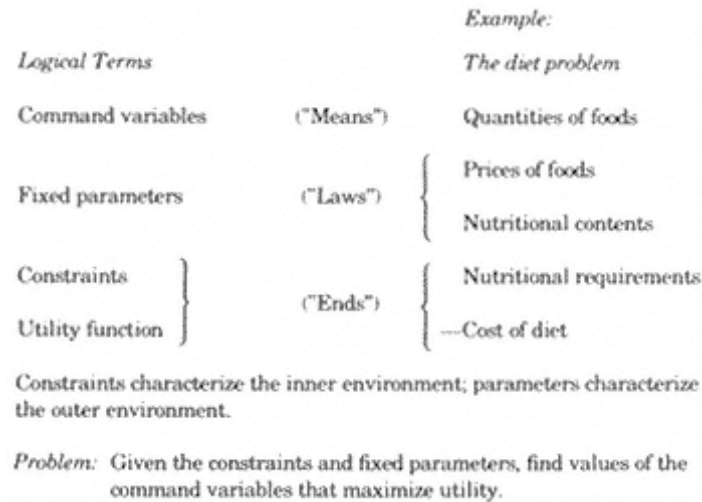 Example:
Logical Terms The diet problem
Command variables ("Means") Quantities of foods
Prices of foods
Fixed parameters ("Laws")
Nutritional contents
Constraints Nutritional requirements
("Ends")
Utility function —Cost of diet
Constraints characterize the inner environment; parameters characterize
the outer environment.
Problem: Given the constraints and fixed parameters, find values of the
command variables that maximize utility.